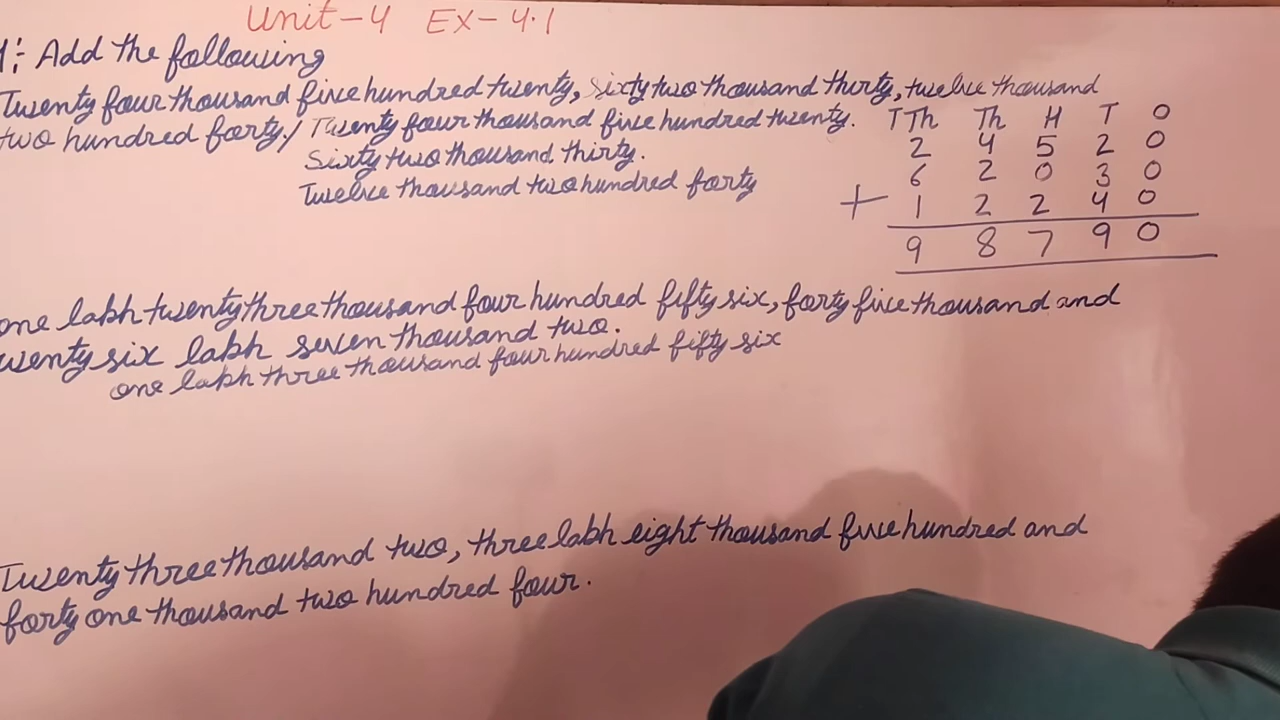 Unit-4 Ex-4.1
1:- Add the following
Twenty four thousand five hundred twenty, sixty two thousand thirty, twelve thousand
two hundred forty./ Twenty four thousand five hundred twenty. TTh Th H T O
2 4 5 2 0
Sixty two thousand thirty. 6 2 0 3 0
Twelve thousand two hundred forty + 1 2 2 4 0
9 8 7 9 0
one lakh twenty three thousand four hundred fifty six, forty five thousand and
wenty six lakh seven thousand two.
one lakh three thousand four hundred fifty six
Twenty three thousand two, three lakh eight thousand five hundred and
forty one thousand two hundred four.